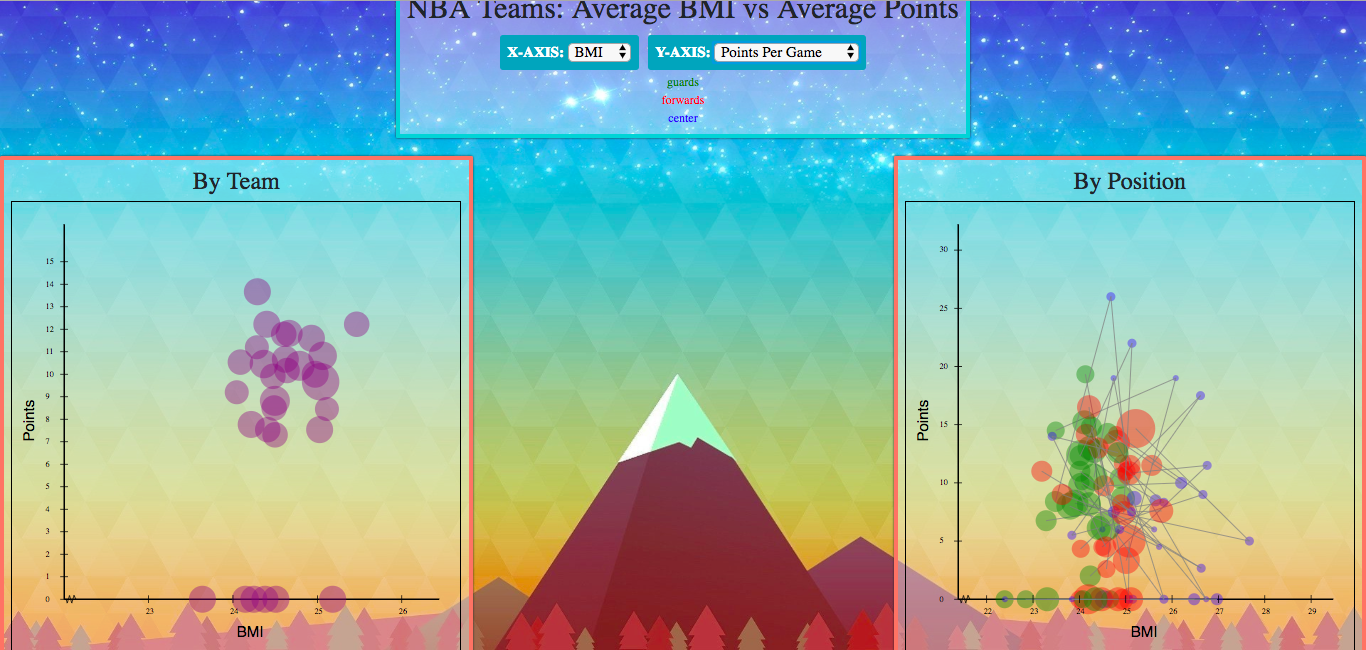 NBA Teams: Average BMI vs Average Points
X-AXIS: BMI Y-AXIS: Points Per Game
guards
forwards
center
By Team
15
14
13
12
11
10
9
8
7
6
5
4
3
2
1
0
Points
23 24 25 26
BMI
By Position
30
25
20
15
10
5
0
Points
22 23 24 25 26 27 28 29
BMI